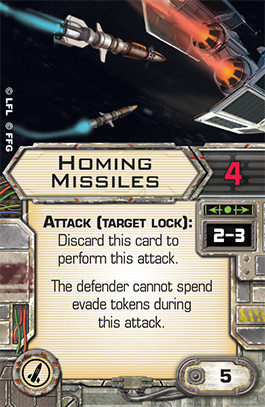 © LFL © FFG
HOMING
MISSILES
4
ATTACK (TARGET LOCK):
Discard this card to
perform this attack.
2-3
The defender cannot spend
evade tokens during
this attack.
5